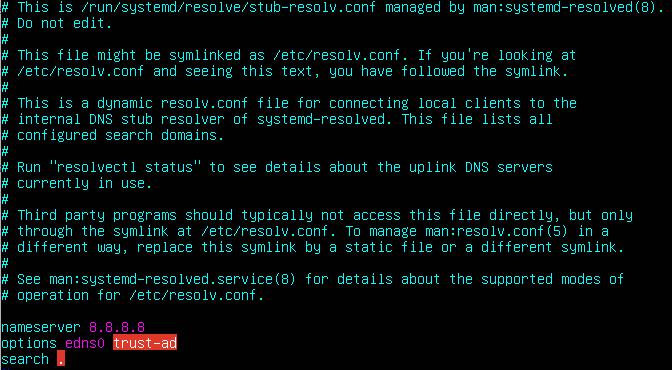 # This is /run/systemd/resolve/stub-resolv.conf managed by man:systemd-resolved(8).
# Do not edit.
#
# This file might be symlinked as /etc/resolv.conf. If you're looking at
# /etc/resolv.conf and seeing this text, you have followed the symlink.
#
# This is a dynamic resolv.conf file for connecting local clients to the
# internal DNS stub resolver of systemd-resolved. This file lists all
# configured search domains.
#
# Run "resolvectl status" to see details about the uplink DNS servers
# currently in use.
#
# Third party programs should typically not access this file directly, but only
# through the symlink at /etc/resolv.conf. To manage man:resolv.conf(5) in a
# different way, replace this symlink by a static file or a different symlink.
#
# See man:systemd-resolved.service(8) for details about the supported modes of
# operation for /etc/resolv.conf.
nameserver 8.8.8.8
options edns0 trust-ad
search .